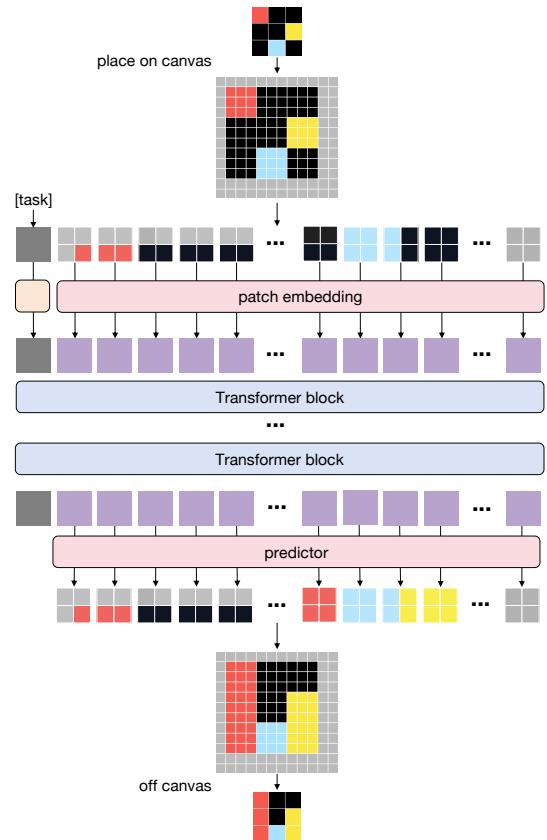 place on canvas
[task]
...
...
patch embedding
...
...
Transformer block
...
Transformer block
...
...
predictor
...
...
off canvas